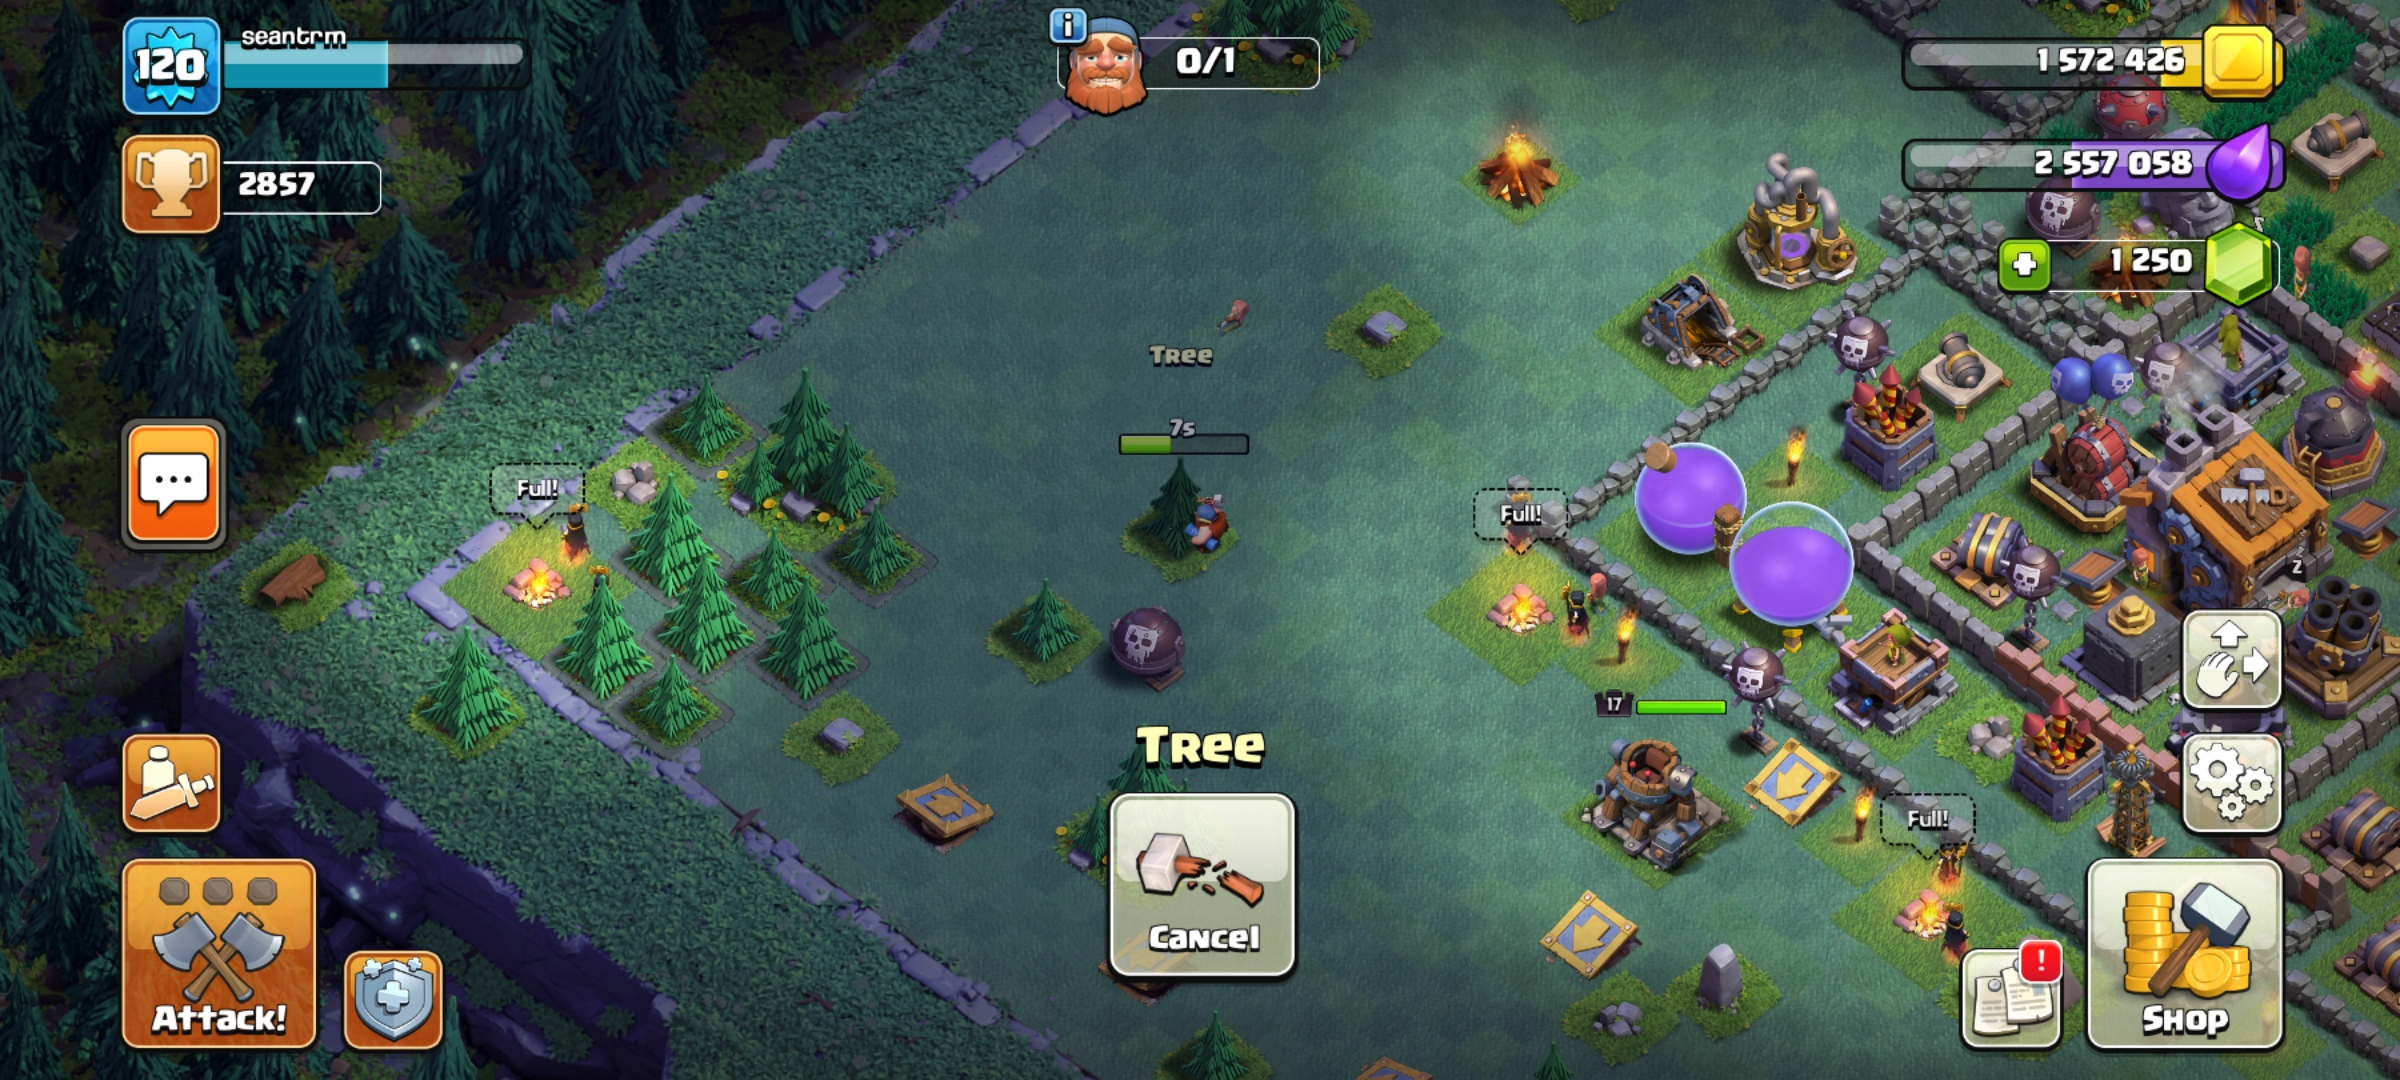 120
seantrm
0/1
1 572 426
2857
2 557 058
1 250
Tree
7s
Full!
Full!
17
Tree
Full!
Cancel
Attack!
!
Shop